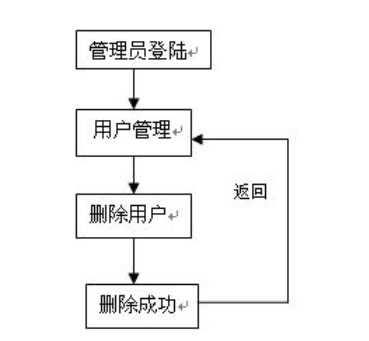 管理员登陆
用户管理
返回
删除用户
删除成功